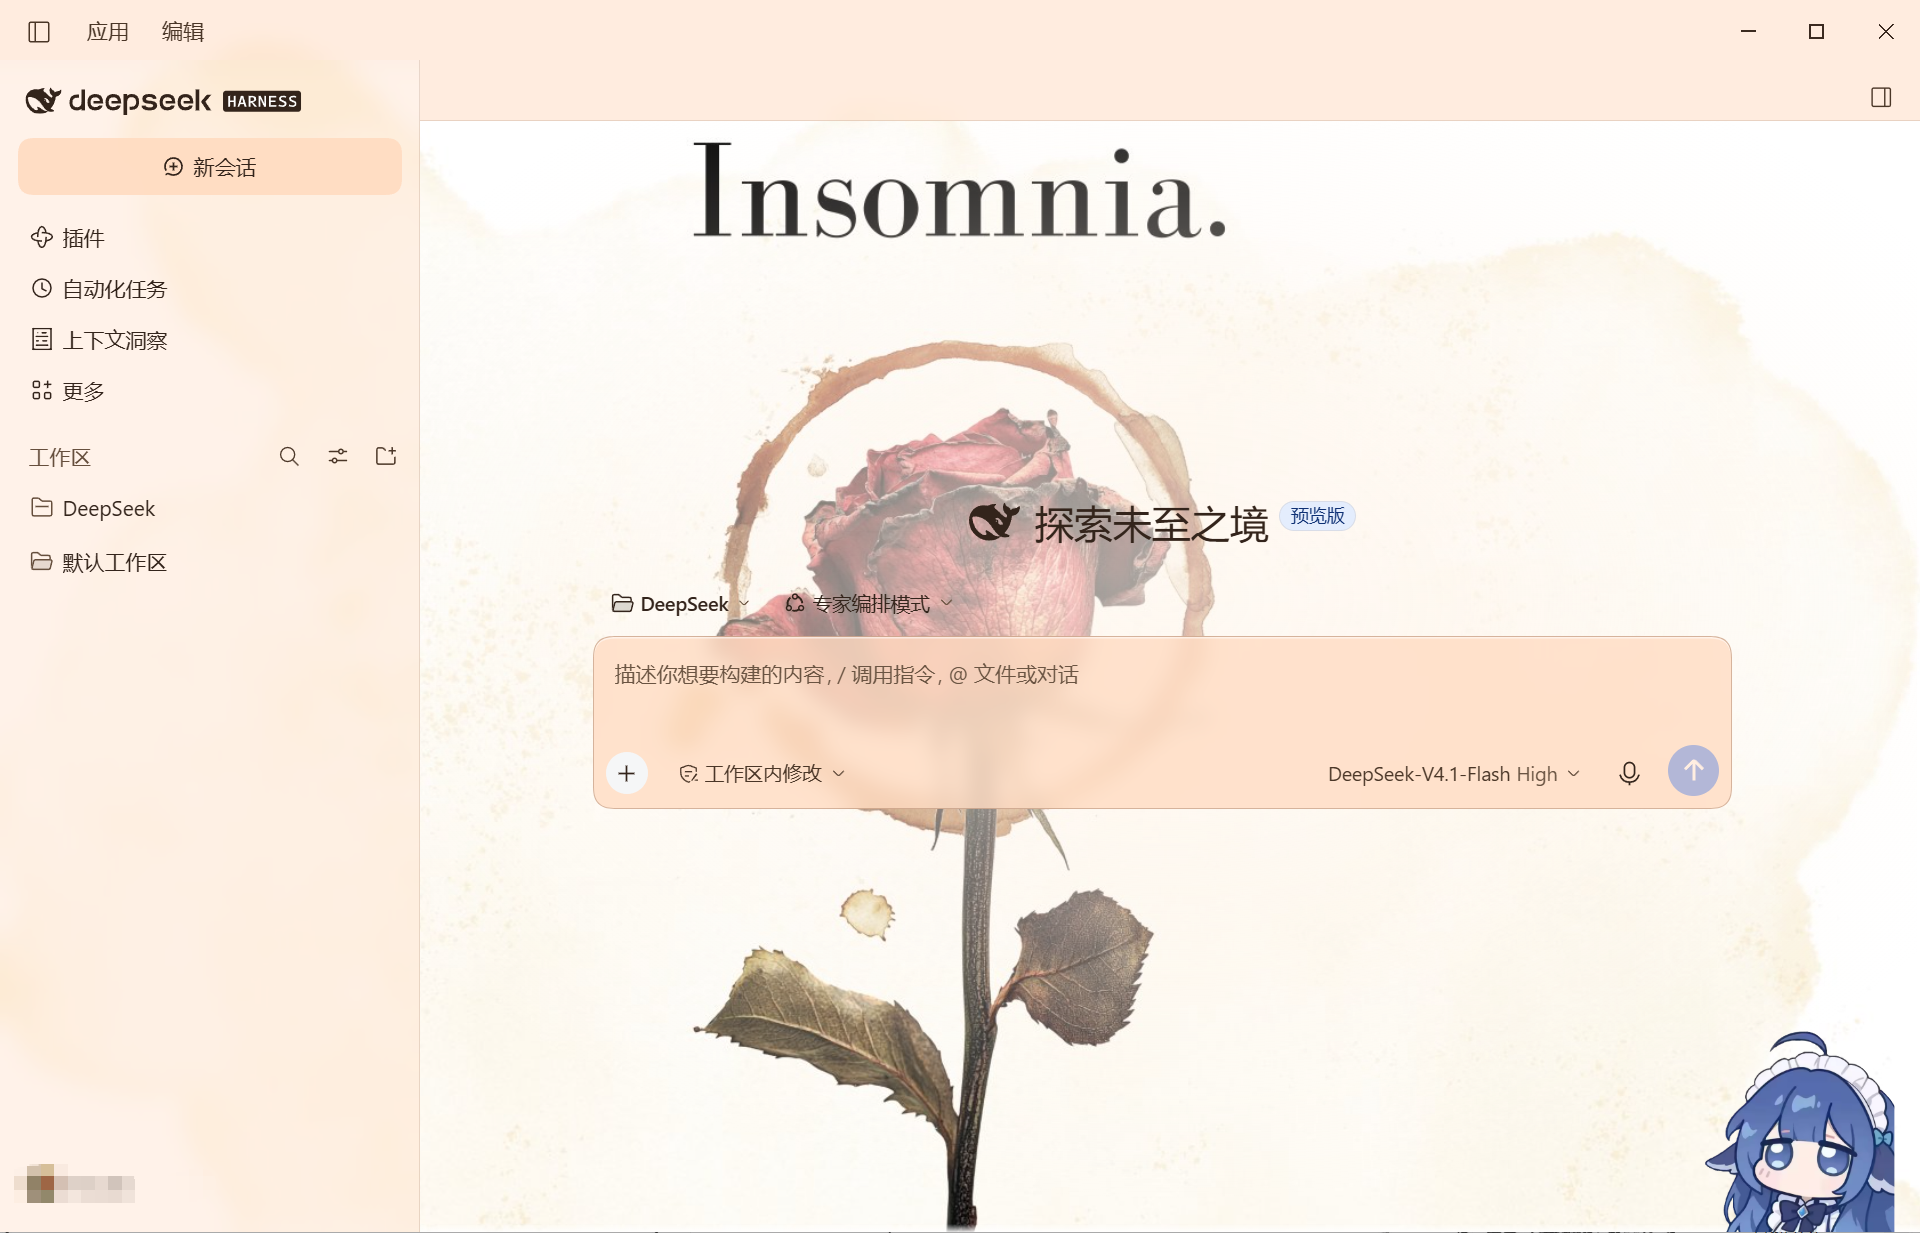 应用 编辑
deepseek HARNESS
新会话
插件
自动化任务
上下文洞察
更多
工作区
DeepSeek
默认工作区
Insomnia.
探索未至之境 预览版
DeepSeek 专家编排模式
描述你想要构建的内容, / 调用指令, @ 文件或对话
工作区内修改 DeepSeek-V4.1-Flash High